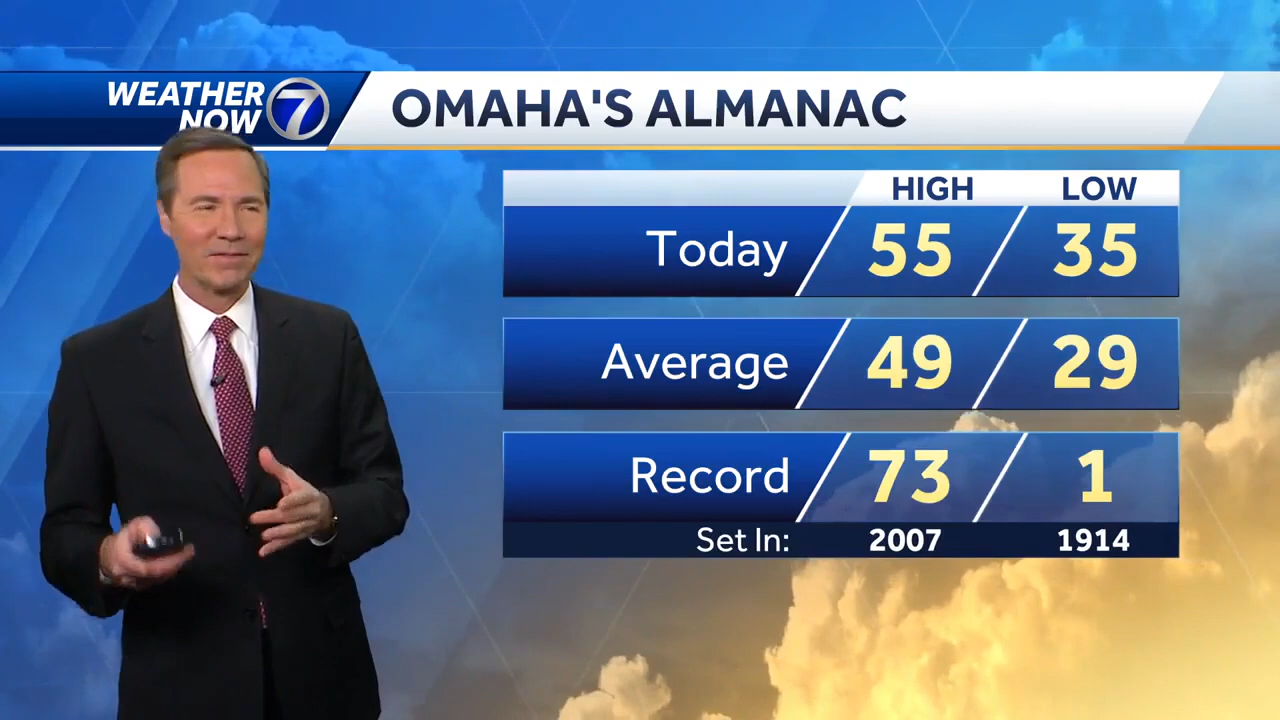 WEATHER
NOW 7
OMAHA'S ALMANAC
HIGH LOW
Today 55 35
Average 49 29
Record 73 1
Set In: 2007 1914